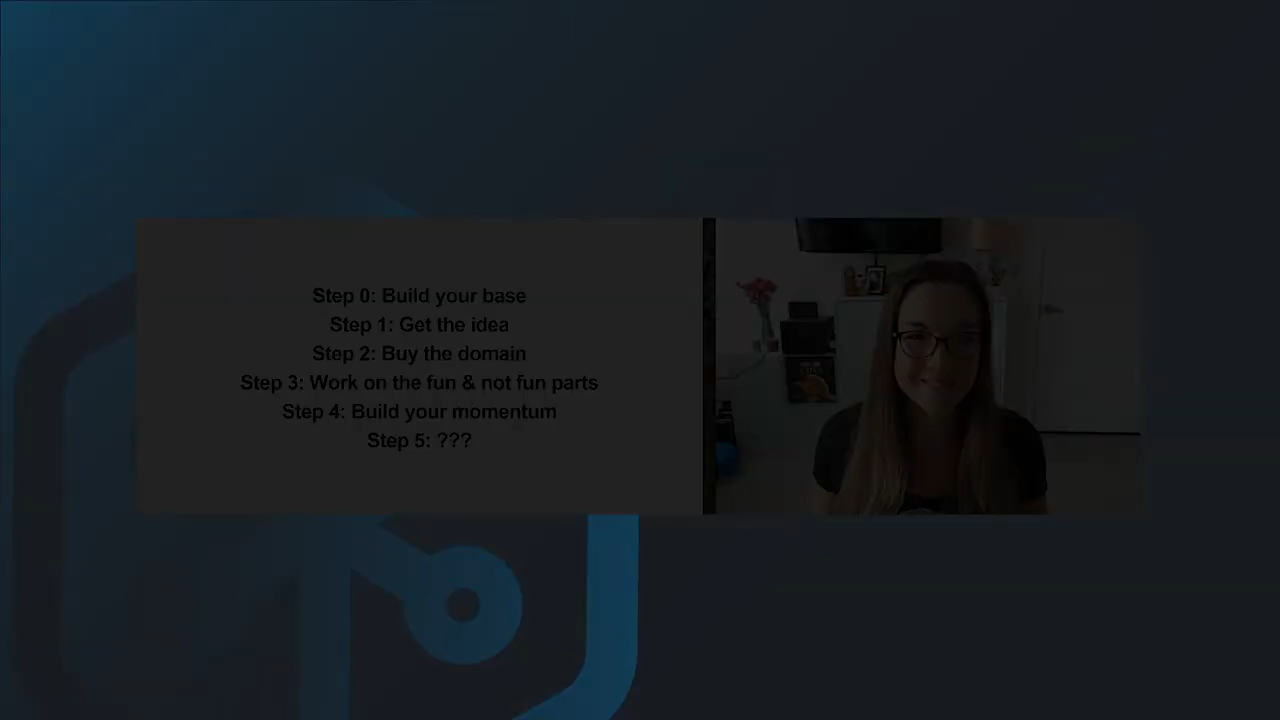 Step 0: Build your base
Step 1: Get the idea
Step 2: Buy the domain
Step 3: Work on the fun & not fun parts
Step 4: Build your momentum
Step 5: ???